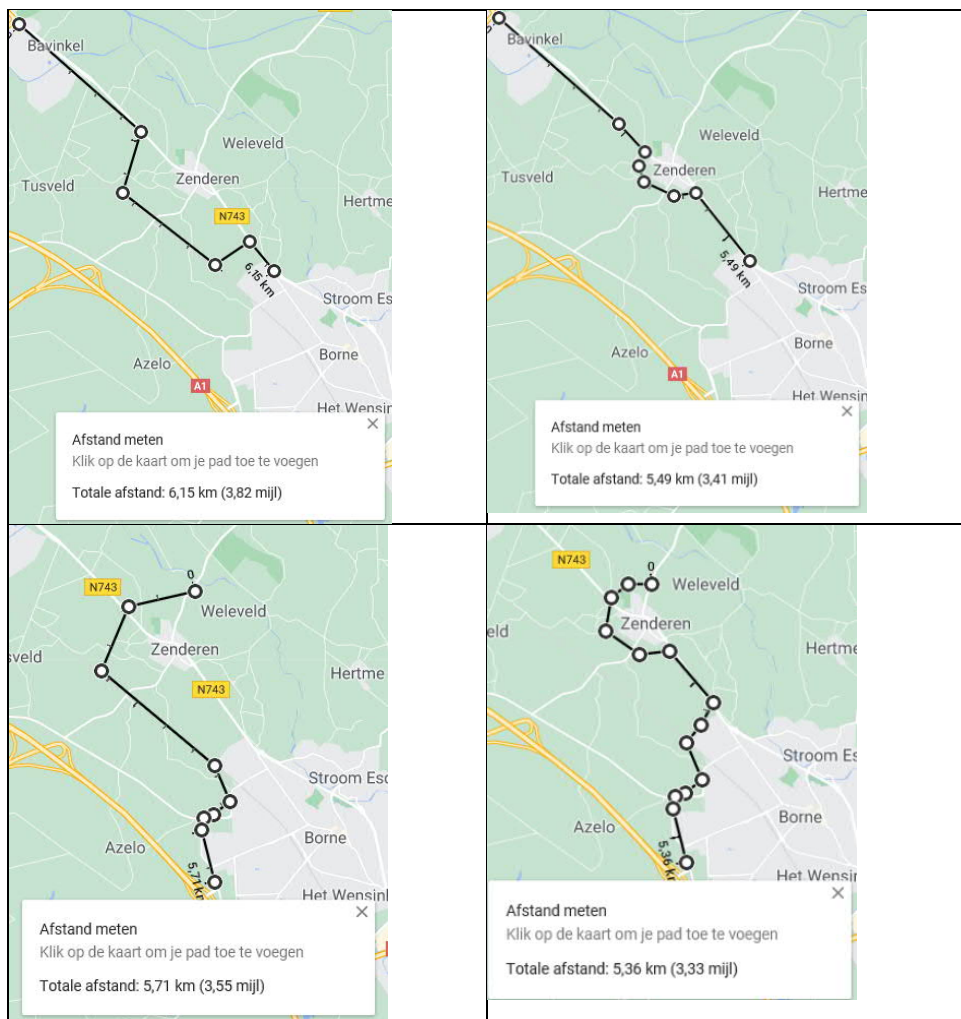 Bavinkel
Weleveld
Zenderen
Tusveld
Hertme
N743
6,15 km
Stroom Es
Borne
Azelo
A1
Het Wensin
Afstand meten
Klik op de kaart om je pad toe te voegen
Totale afstand: 6,15 km (3,82 mijl)
Bavinkel
Weleveld
Zenderen
Tusveld
Hertme
5,49 km
Stroom Es
Borne
Azelo
A1
Het Wensin
Afstand meten
Klik op de kaart om je pad toe te voegen
Totale afstand: 5,49 km (3,41 mijl)
0
N743
Weleveld
Zenderen
sveld
Hertme
N743
Stroom Esc
Borne
Azelo
5,71 km
Het Wensink
Afstand meten
Klik op de kaart om je pad toe te voegen
Totale afstand: 5,71 km (3,55 mijl)
N743
0
Weleveld
Zenderen
eld
Hertme
Stroom Es
Borne
Azelo
5,36 km
Het Wensin
Afstand meten
Klik op de kaart om je pad toe te voegen
Totale afstand: 5,36 km (3,33 mijl)